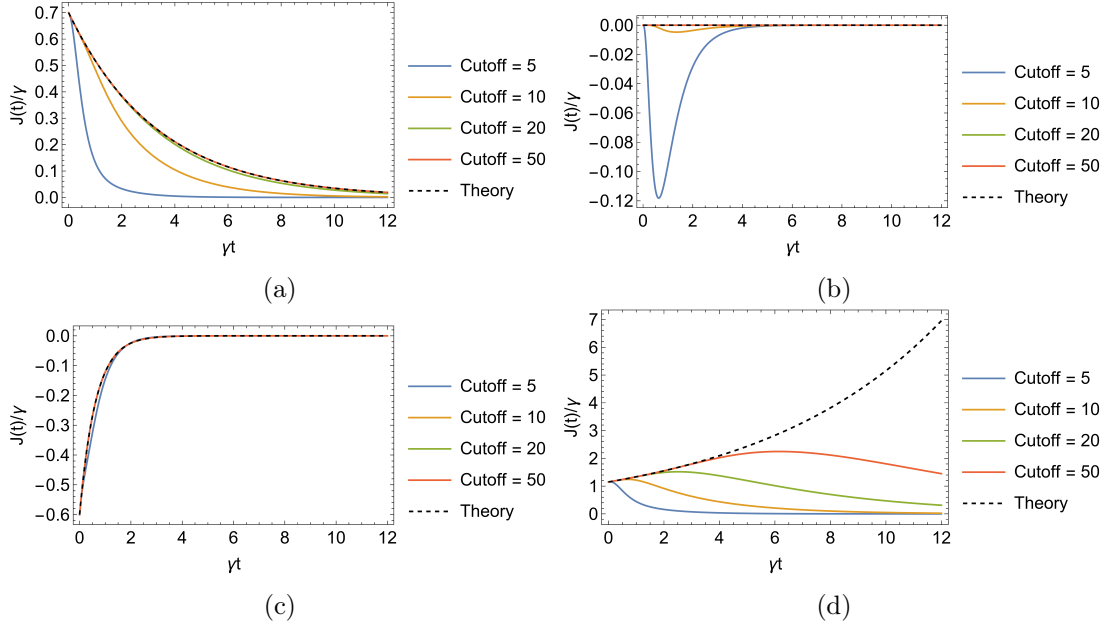 0.7
0.6
0.5
0.4
0.3
0.2
0.1
0.0
J(t)/γ
0 2 4 6 8 10 12
γt
Cutoff = 5
Cutoff = 10
Cutoff = 20
Cutoff = 50
Theory
(a)
0.00
−0.02
−0.04
−0.06
−0.08
−0.10
−0.12
J(t)/γ
0 2 4 6 8 10 12
γt
Cutoff = 5
Cutoff = 10
Cutoff = 20
Cutoff = 50
Theory
(b)
0.0
−0.1
−0.2
−0.3
−0.4
−0.5
−0.6
J(t)/γ
0 2 4 6 8 10 12
γt
Cutoff = 5
Cutoff = 10
Cutoff = 20
Cutoff = 50
Theory
(c)
7
6
5
4
3
2
1
0
J(t)/γ
0 2 4 6 8 10 12
γt
Cutoff = 5
Cutoff = 10
Cutoff = 20
Cutoff = 50
Theory
(d)